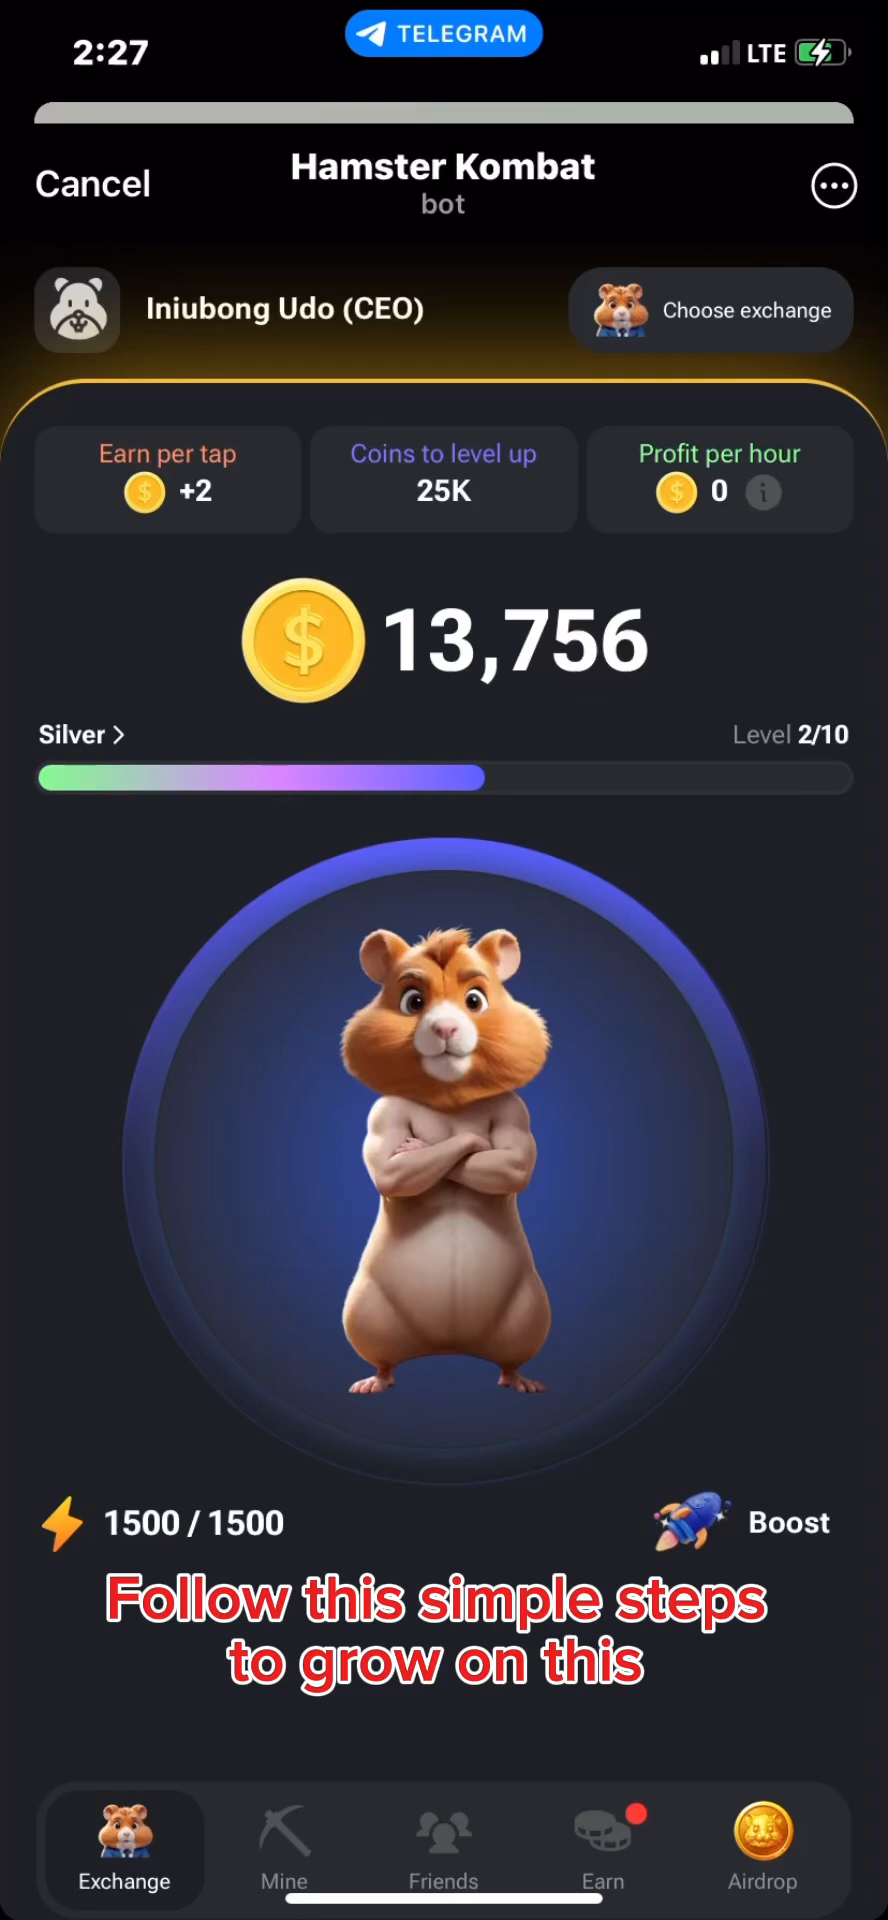 2:27
TELEGRAM
LTE
Cancel
Hamster Kombat
bot
Iniubong Udo (CEO)
Choose exchange
Earn per tap
+2
Coins to level up
25K
Profit per hour
0
13,756
Silver >
Level 2/10
1500 / 1500
Boost
Follow this simple steps
to grow on this
Exchange
Mine
Friends
Earn
Airdrop